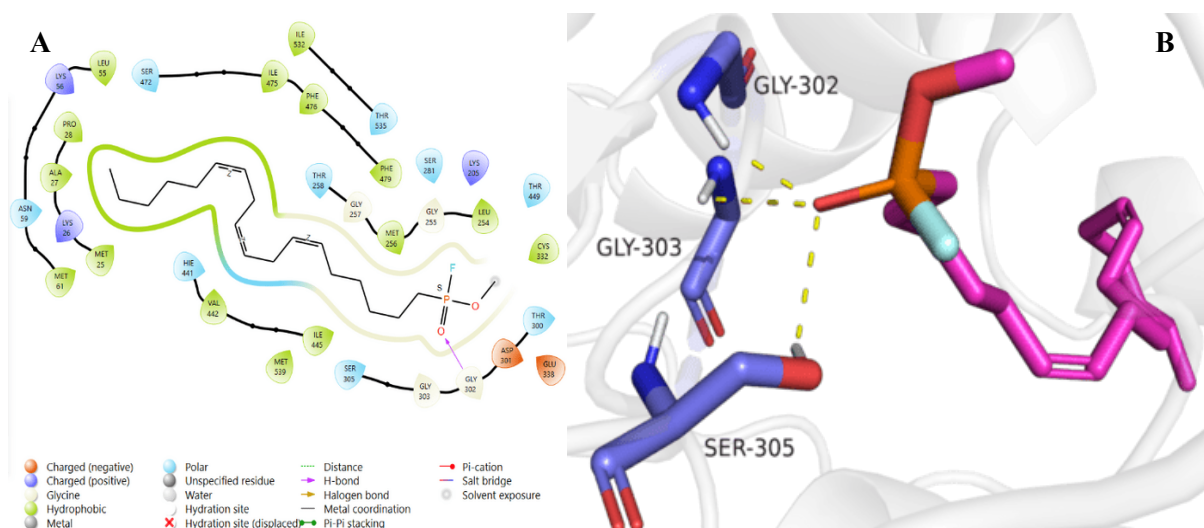 A
ILE
532
LYS
56
LEU
55
SER
472
ILE
475
PHE
476
THR
535
PRO
28
PHE
479
SER
281
LYS
205
ALA
27
THR
258
THR
449
GLY
257
GLY
255
LEU
254
ASN
59
LYS
26
MET
256
MET
25
CYS
332
MET
61
HIE
441
VAL
442
Z
Z
Z
F
S
P
O
O
ILE
445
THR
300
MET
539
ASP
301
GLU
338
SER
305
GLY
303
GLY
302
Charged (negative)
Charged (positive)
Glycine
Hydrophobic
Metal
Polar
Unspecified residue
Water
Hydration site
Hydration site (displaced)
Distance
H-bond
Halogen bond
Metal coordination
Pi-Pi stacking
Pi-cation
Salt bridge
Solvent exposure
B
GLY-302
GLY-303
SER-305